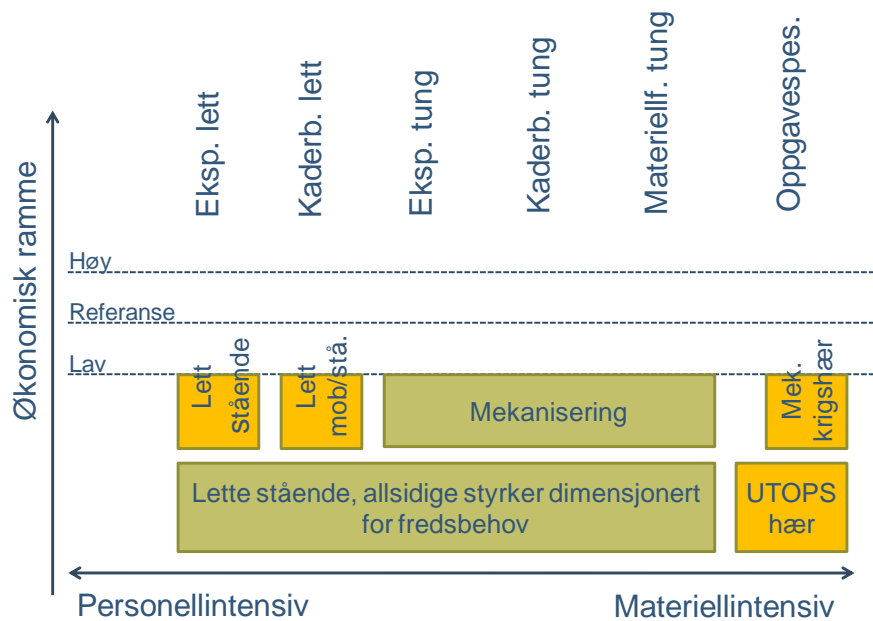 Eksp. lett
Kaderb. lett
Eksp. tung
Kaderb. tung
Materiellf. tung
Oppgavespes.
Økonomisk ramme
Høy
Referanse
Lav
Lett
Stående
Lett
mob/stå.
Mekanisering
Mek.
krigshær
Lette stående, allsidige styrker dimensjonert
for fredsbehov
UTOPS
hær
Personellintensiv
Materiellintensiv